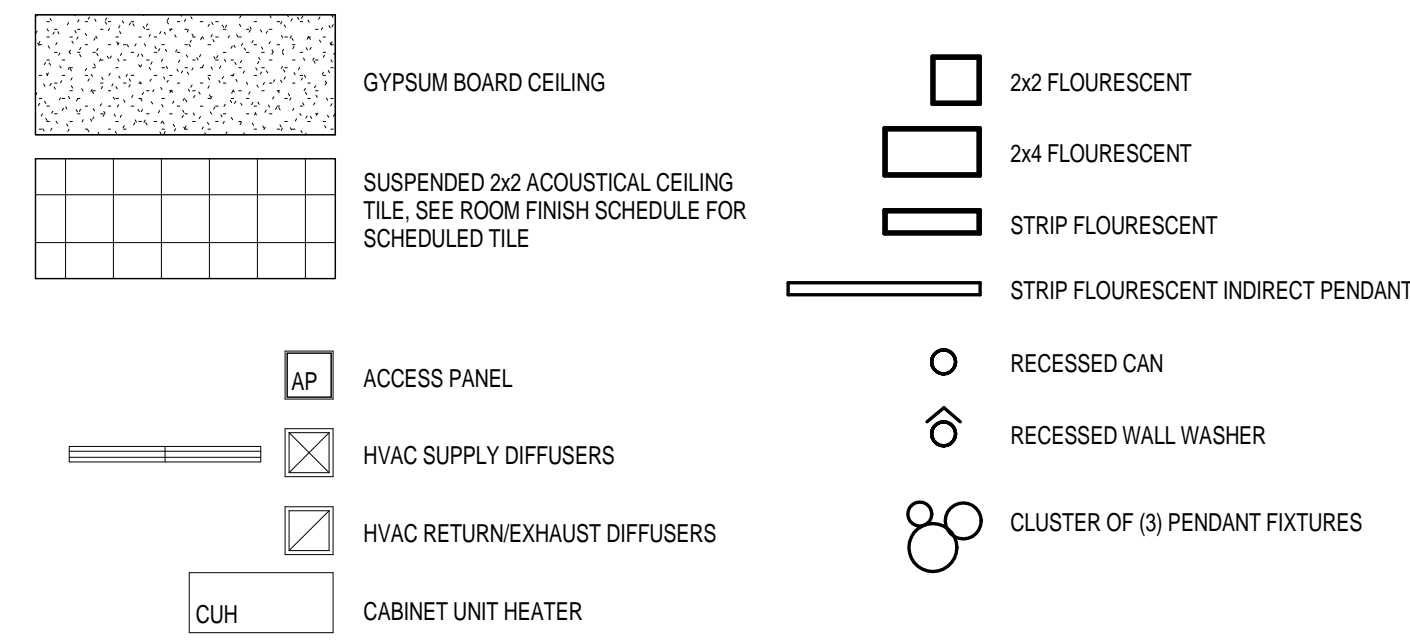 GYPSUM BOARD CEILING
SUSPENDED 2x2 ACOUSTICAL CEILING
TILE, SEE ROOM FINISH SCHEDULE FOR
SCHEDULED TILE
AP
ACCESS PANEL
HVAC SUPPLY DIFFUSERS
HVAC RETURN/EXHAUST DIFFUSERS
CUH
CABINET UNIT HEATER
2x2 FLOURESCENT
2x4 FLOURESCENT
STRIP FLOURESCENT
STRIP FLOURESCENT INDIRECT PENDANT
RECESSED CAN
RECESSED WALL WASHER
CLUSTER OF (3) PENDANT FIXTURES